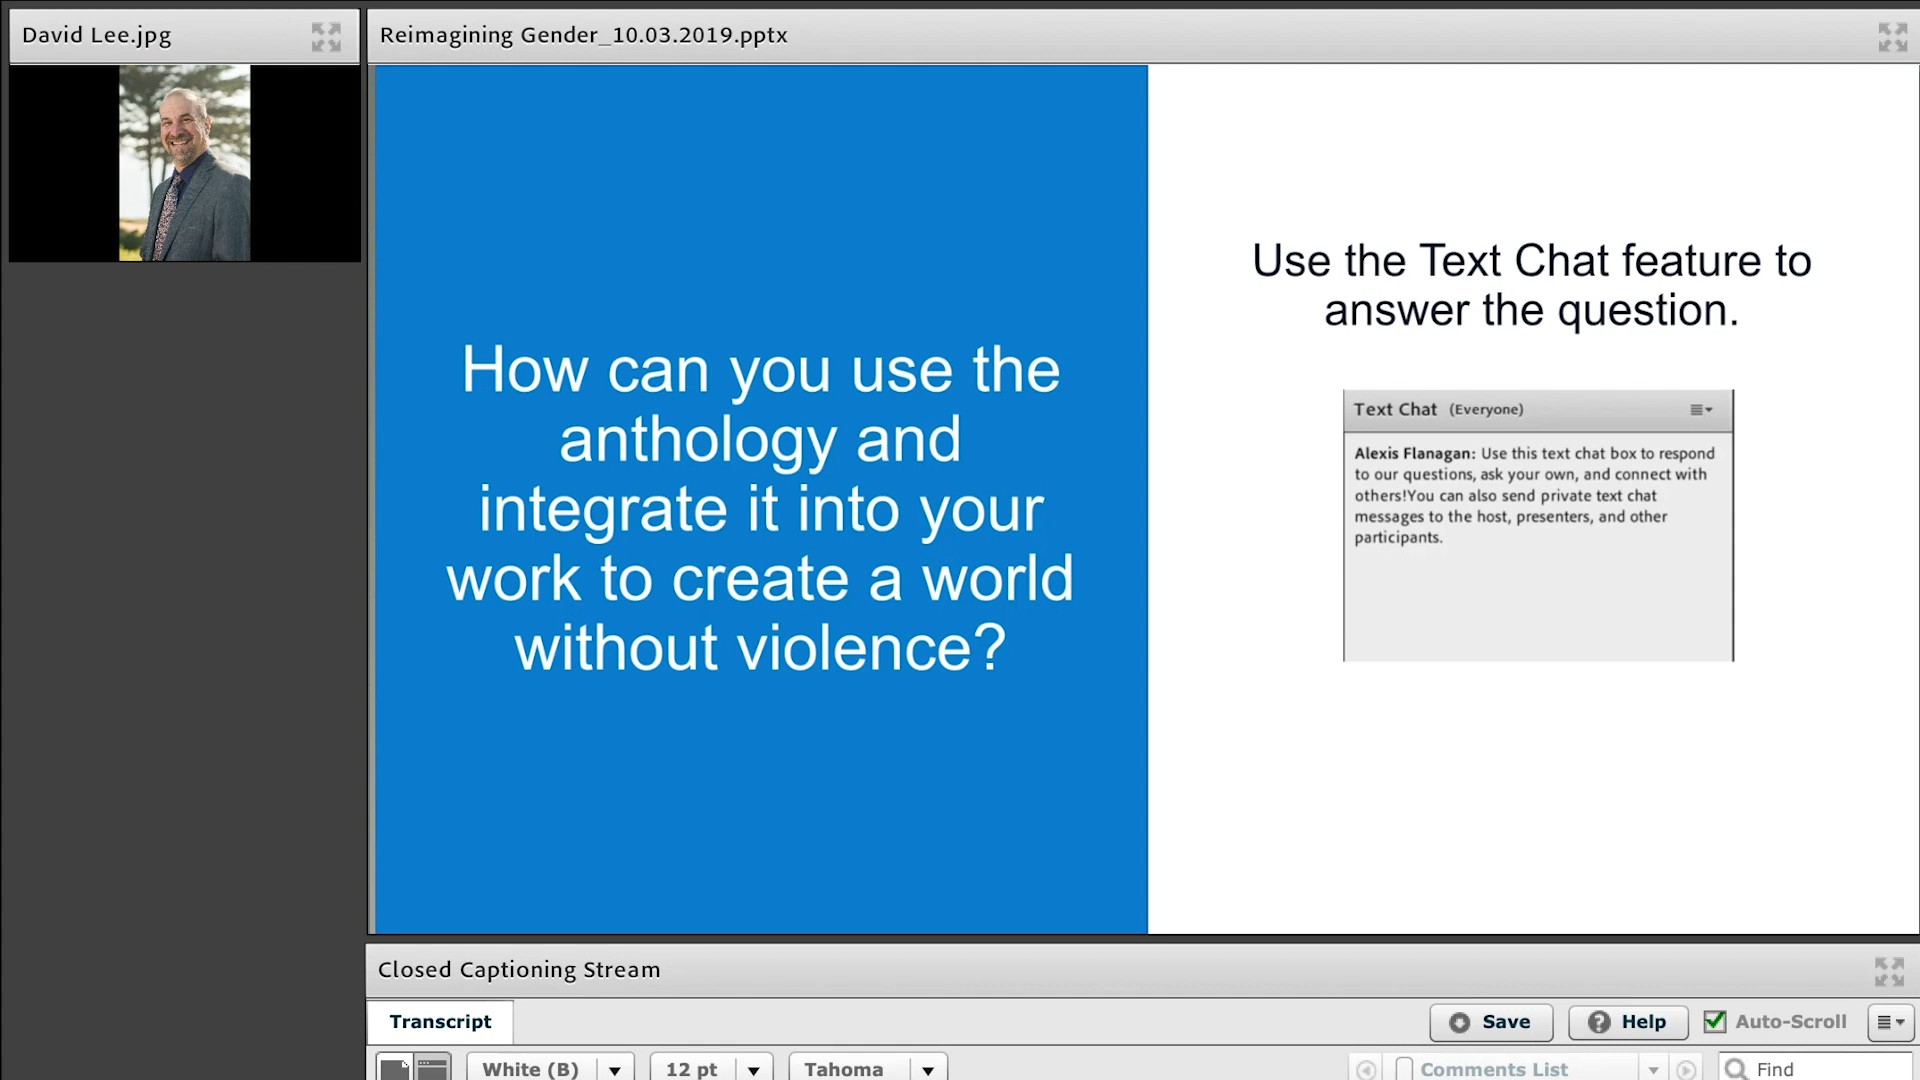 David Lee.jpg
Reimagining Gender_10.03.2019.pptx
How can you use the
anthology and
integrate it into your
work to create a world
without violence?
Use the Text Chat feature to
answer the question.
Text Chat (Everyone)
Alexis Flanagan: Use this text chat box to respond
to our questions, ask your own, and connect with
others!You can also send private text chat
messages to the host, presenters, and other
participants.
Closed Captioning Stream
Transcript
Save
Help
Auto-Scroll
White (B)
12 pt
Tahoma
Comments List
Find